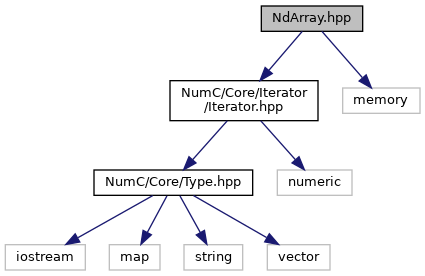 NdArray.hpp
NumC/Core/Iterator
/Iterator.hpp
memory
NumC/Core/Type.hpp
numeric
iostream
map
string
vector